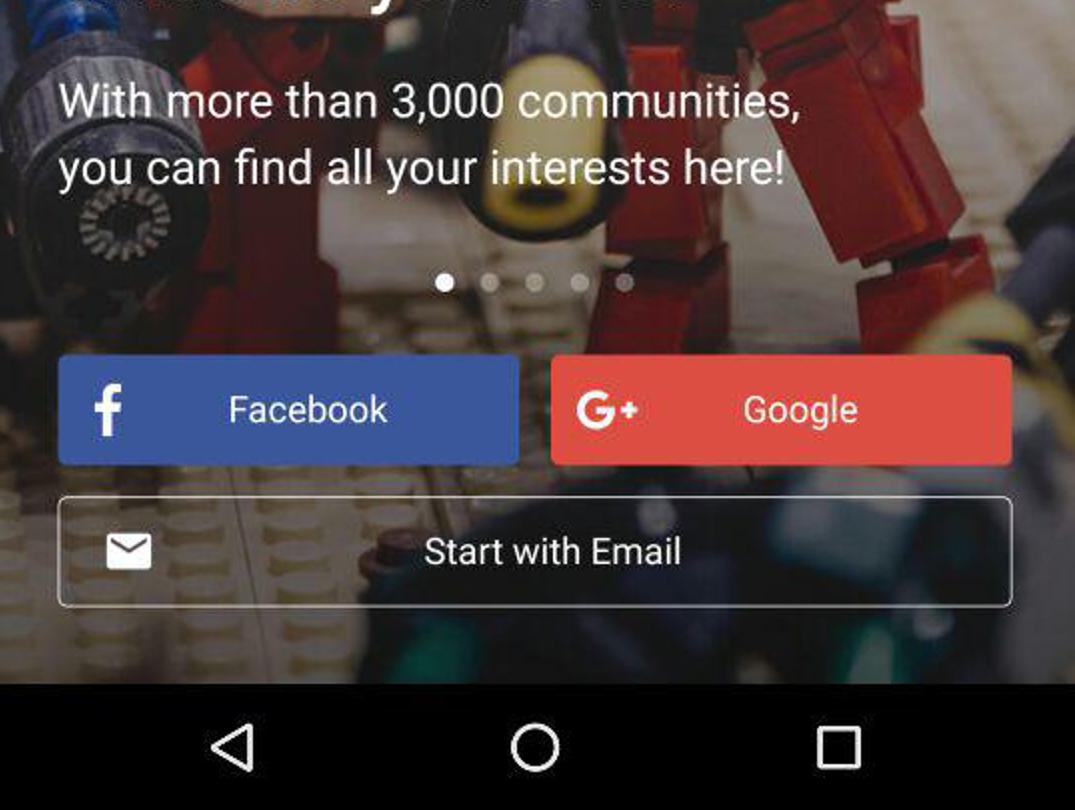 With more than 3,000 communities,
you can find all your interests here!
f Facebook
G+ Google
Start with Email